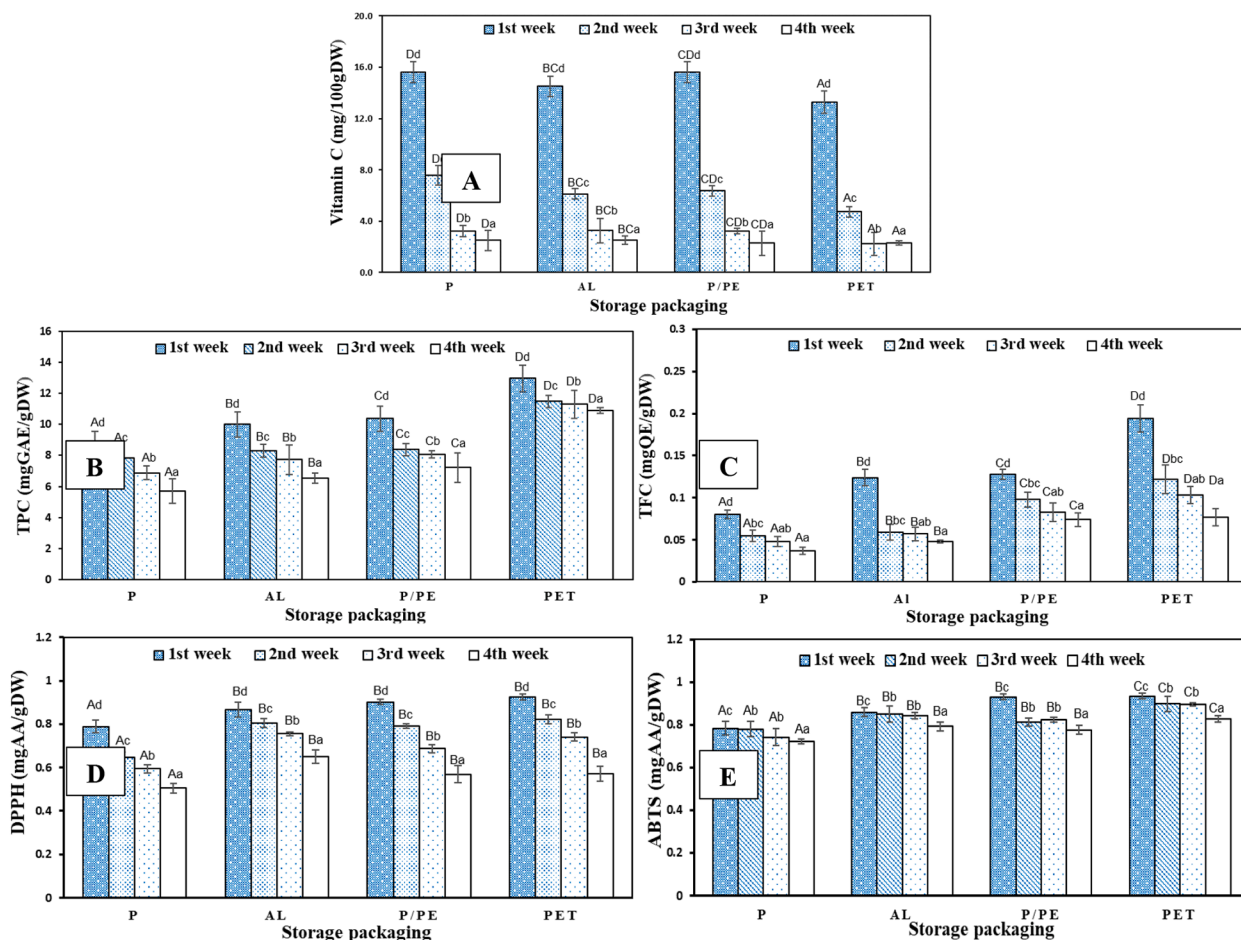 20.0
1st week 2nd week 3rd week 4th week
Dd BCd CDd Ad
16.0
12.0
Vitamin C (mg/100gDW)
8.0
A
BCc CDc Ac
4.0
Db Da BCb BCa CDb CDa Ab Aa
0.0
P AL P/PE PET
Storage packaging
16
1st week 2nd week 3rd week 4th week
14
12
10
8
6
4
2
0
TPC (mgGAE/gDW)
B
Ad Ac Ab Aa
Bd Bc Bb Ba
Cd Cc Cb Ca
Dd Dc Db Da
P AL P/PE PET
Storage packaging
0.3
1st week 2nd week 3rd week 4th week
0.25
0.2
0.15
0.1
0.05
0
TFC (mgQE/gDW)
C
Ad Abc Aab Aa
Bd Bbc Bab Ba
Cd Cbc Cab Ca
Dd Dbc Dab Da
P Al P/PE PET
Storage packaging
1.2
1st week 2nd week 3rd week 4th week
1
0.8
0.6
0.4
0.2
0
DPPH (mgAA/gDW)
D
Ad Ac Ab Aa
Bd Bc Bb Ba
Bd Bc Bb Ba
Bd Bc Bb Ba
P AL P/PE PET
Storage packaging
1.2
1st week 2nd week 3rd week 4th week
1
0.8
0.6
0.4
0.2
0
ABTS (mgAA/gDW)
E
Ac Ab Ab Aa
Bc Bb Bb Ba
Bc Bb Bb Ba
Cc Cb Cb Ca
P AL P/PE PET
Storage packaging